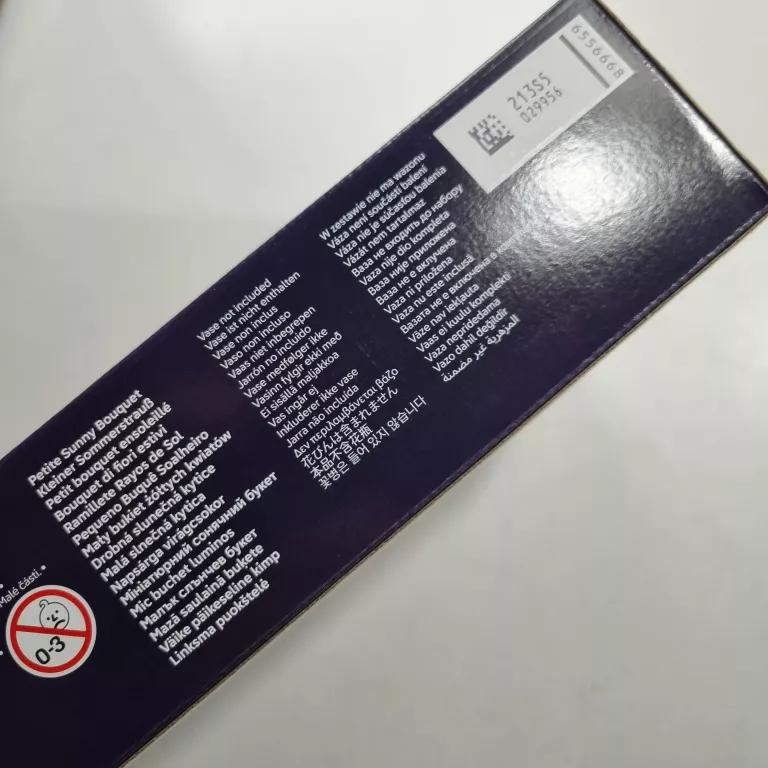 6556668
213S5
029956
W zestawie nie ma wazonu
Váza není součástí balení
Váza nie je súčasťou balenia
Vázát nem tartalmaz
Ваза не входить до набору
Vaza nije dio kompleta
Ваза није приложена
Ваза не е включена
Vaza ni priložena
Vaza nu este inclusă
Вазата не е включена в
Vāze nav iekļauta
Vaas ei kuulu komplekti
Vaza nepridedama
Vazo dahil değildir
المزهرية غير مضمنة
Vase not included
Vase ist nicht enthalten
Vase non inclus
Vaso non incluso
Vaas niet inbegrepen
Jarrón no incluido
Vase medfølger ikke
Vasinn fylgir ekki með
Ei sisällä maljakkoa
Vas ingår ej
Inkluderer ikke vase
Jarra não incluída
Δεν περιλαμβάνεται βάζο
花びんは含まれません
本品不含花瓶
꽃병은 들어 있지 않습니다
Petite Sunny Bouquet
Kleiner Sommerstrauß
Petit bouquet ensoleillé
Bouquet di fiori estivi
Ramillete Rayos de Sol
Pequeno Buquê Soalheiro
Mały bukiet żółtych kwiatów
Drobná slunečná kytice
Malá slnečná kytica
Napsárga virágcsokor
Мініатюрний сонячний букет
Mic buchet luminos
Малък слънчев букет
Mazā saulainā buķete
Väike päikeseline kimp
Linksma puokštelė
Malé části. •
0-3